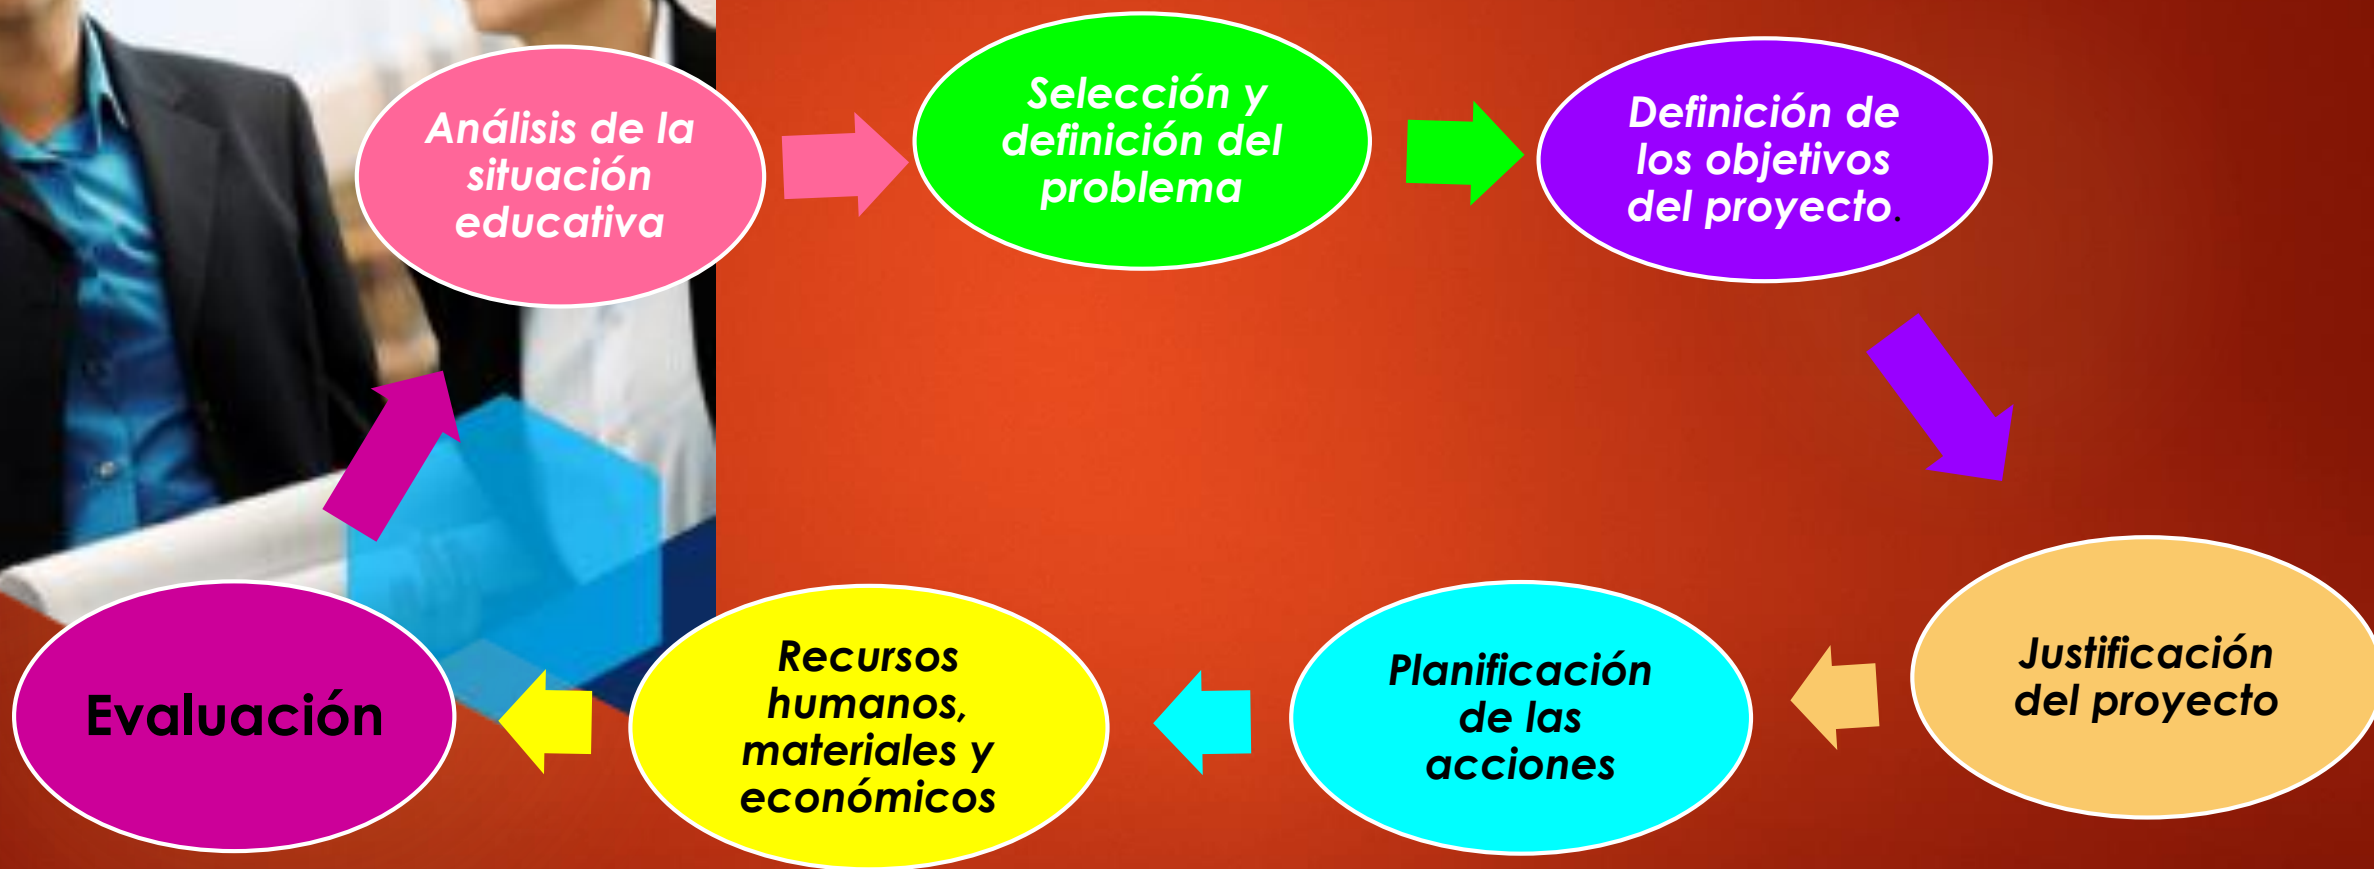 Análisis de la
situación
educativa
Selección y
definición del
problema
Definición de
los objetivos
del proyecto.
Justificación
del proyecto
Planificación
de las
acciones
Recursos
humanos,
materiales y
económicos
Evaluación